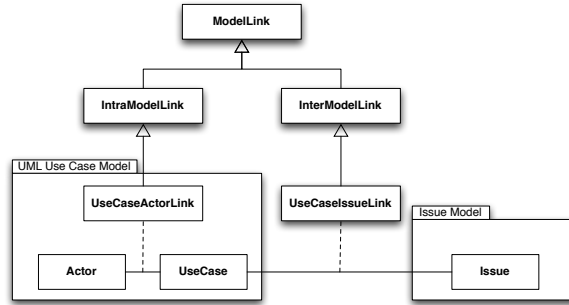 ModelLink
IntraModelLink
InterModelLink
UML Use Case Model
UseCaseActorLink
UseCaseIssueLink
Issue Model
Actor
UseCase
Issue